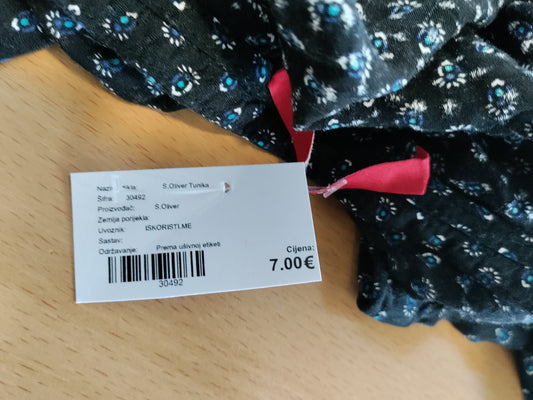 S.Oliver Tunika
Šifra: 30492
Proizvođač: S.Oliver
Zemlja porijekla:
Uvoznik: ISKORISTI.ME
Sastav:
Održavanje: Prema ušivnoj etiketi
Cijena:
7.00€
30492